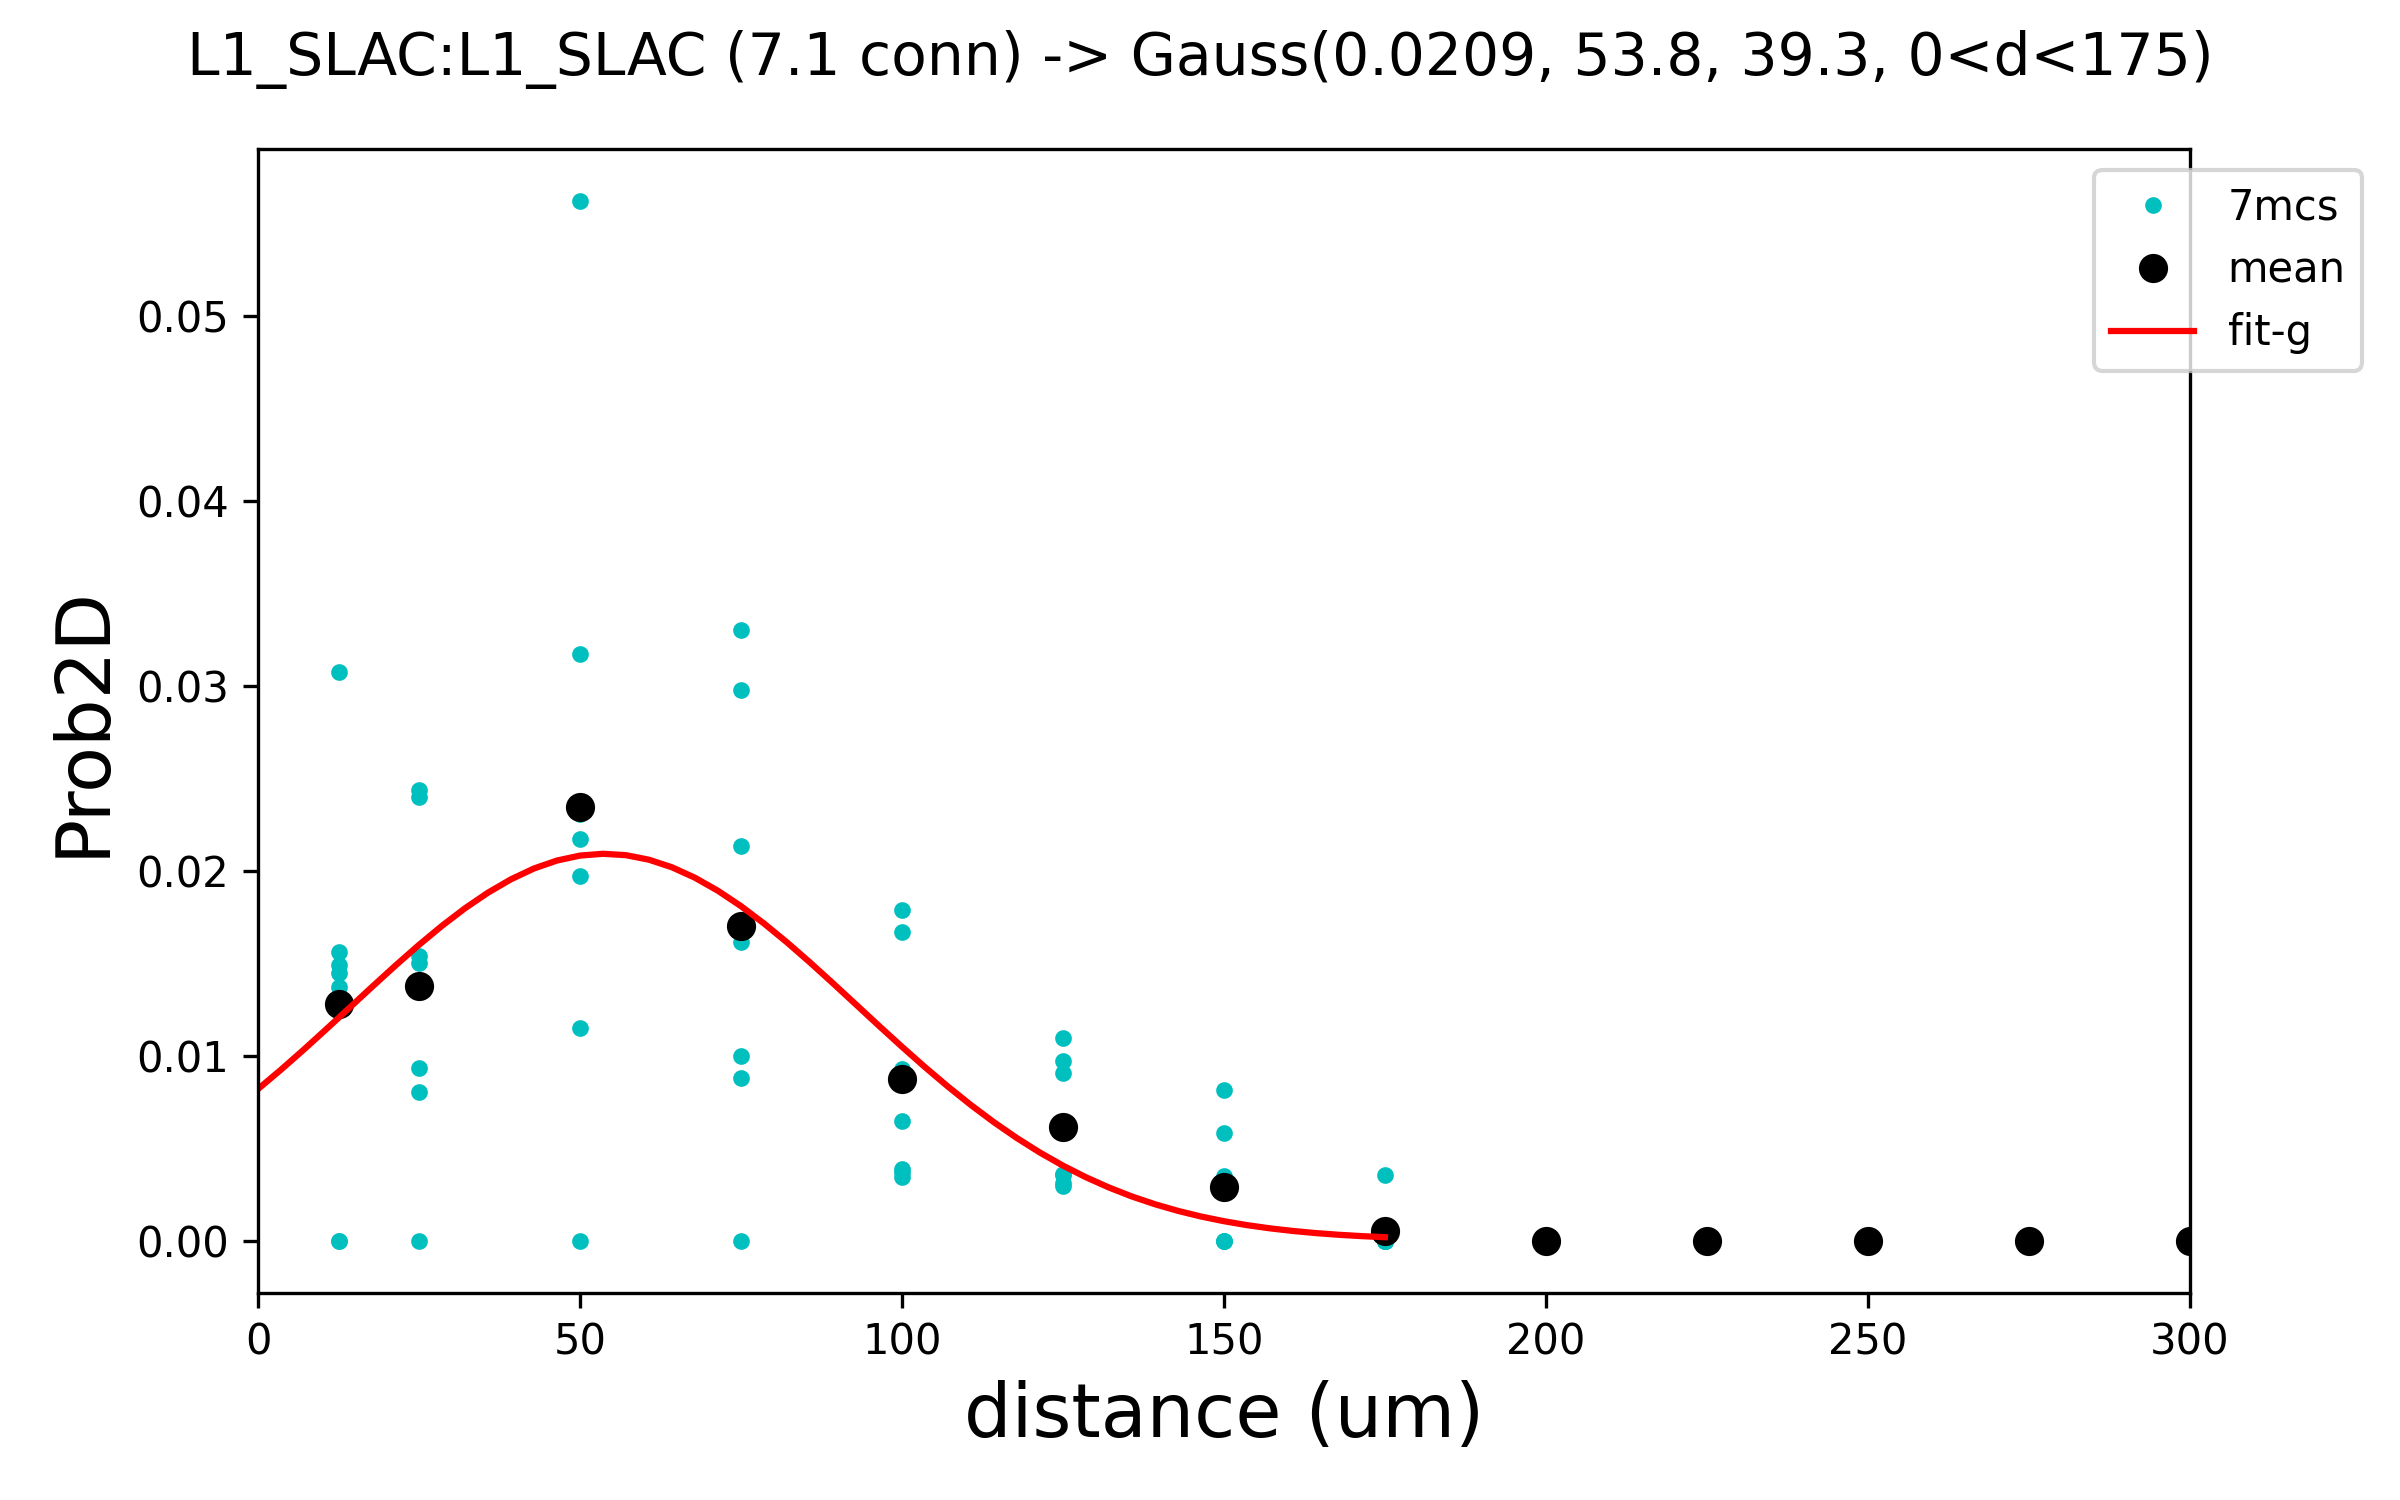 L1_SLAC:L1_SLAC (7.1 conn) -> Gauss(0.0209, 53.8, 39.3, 0<d<175)
7mcs
mean
fit-g
0.05
0.04
0.03
0.02
0.01
0.00
Prob2D
0 50 100 150 200 250 300
distance (um)